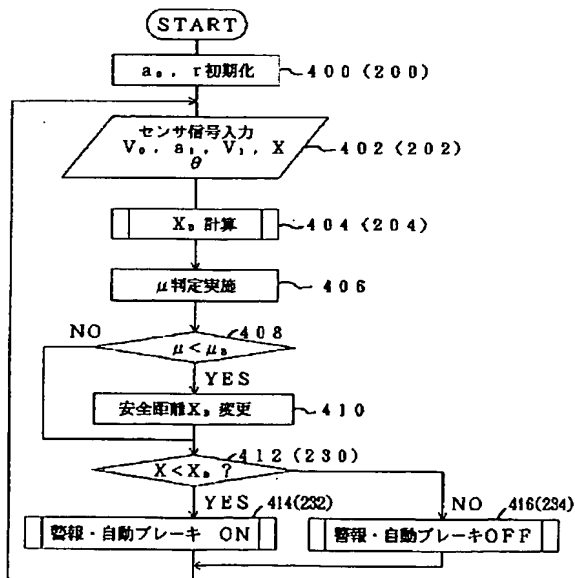 START
a₀, τ初期化
400(200)
センサ信号入力
V₀, a₁, V₁, X
θ
402(202)
X₀ 計算
404(204)
μ判定実施
406
408
NO
μ<μ₀
YES
安全距離X₀ 変更
410
412(230)
X<X₀ ?
YES
414(232)
NO
416(234)
警報・自動ブレーキ ON
警報・自動ブレーキOFF